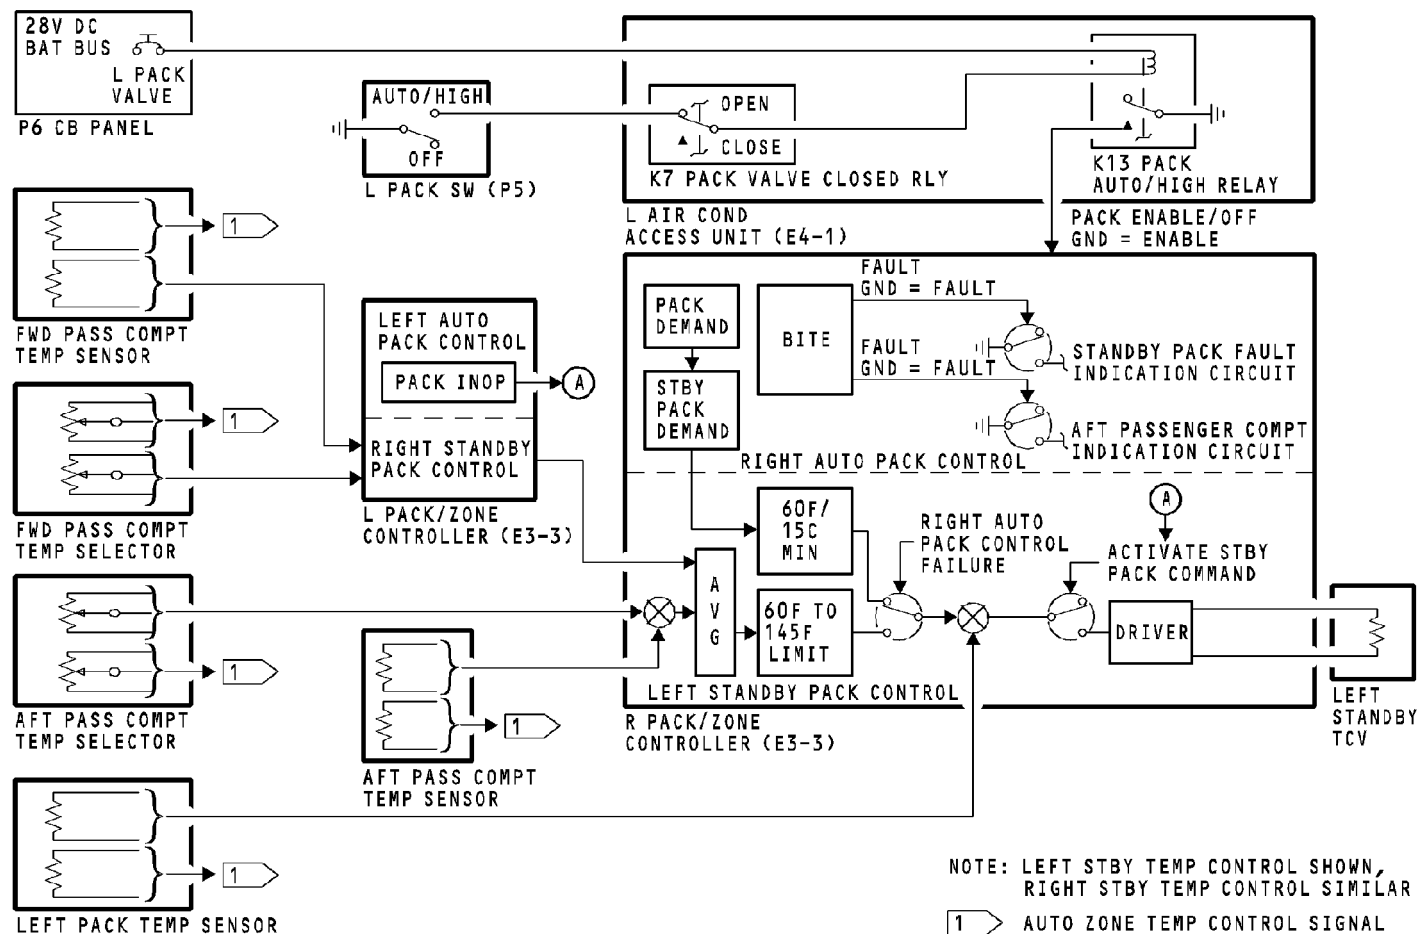 28V DC
BAT BUS
L PACK
VALVE
P6 CB PANEL
AUTO/HIGH
OFF
L PACK SW (P5)
OPEN
CLOSE
K7 PACK VALVE CLOSED RLY
K13 PACK
AUTO/HIGH RELAY
L AIR COND
ACCESS UNIT (E4-1)
PACK ENABLE/OFF
GND = ENABLE
1
FWD PASS COMPT
TEMP SENSOR
1
FWD PASS COMPT
TEMP SELECTOR
LEFT AUTO
PACK CONTROL
PACK INOP
A
RIGHT STANDBY
PACK CONTROL
L PACK/ZONE
CONTROLLER (E3-3)
PACK
DEMAND
STBY
PACK
DEMAND
BITE
FAULT
GND = FAULT
FAULT
GND = FAULT
STANDBY PACK FAULT
INDICATION CIRCUIT
AFT PASSENGER COMPT
INDICATION CIRCUIT
RIGHT AUTO PACK CONTROL
60F/
15C
MIN
RIGHT AUTO
PACK CONTROL
FAILURE
A
ACTIVATE STBY
PACK COMMAND
A
V
G
60F TO
145F
LIMIT
DRIVER
LEFT STANDBY PACK CONTROL
R PACK/ZONE
CONTROLLER (E3-3)
LEFT
STANDBY
TCV
1
AFT PASS COMPT
TEMP SELECTOR
1
AFT PASS COMPT
TEMP SENSOR
1
LEFT PACK TEMP SENSOR
NOTE: LEFT STBY TEMP CONTROL SHOWN,
RIGHT STBY TEMP CONTROL SIMILAR
1 AUTO ZONE TEMP CONTROL SIGNAL